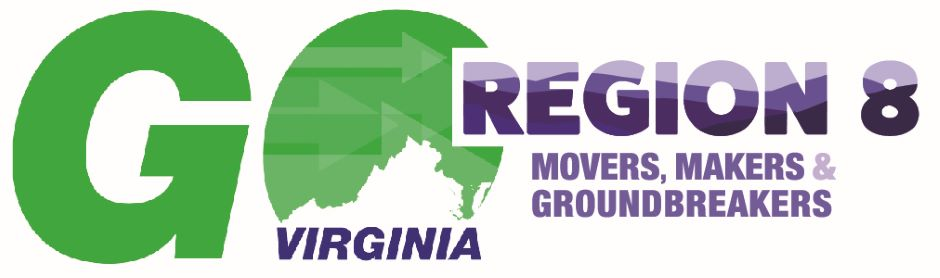 GO
VIRGINIA
REGION 8
MOVERS, MAKERS &
GROUNDBREAKERS